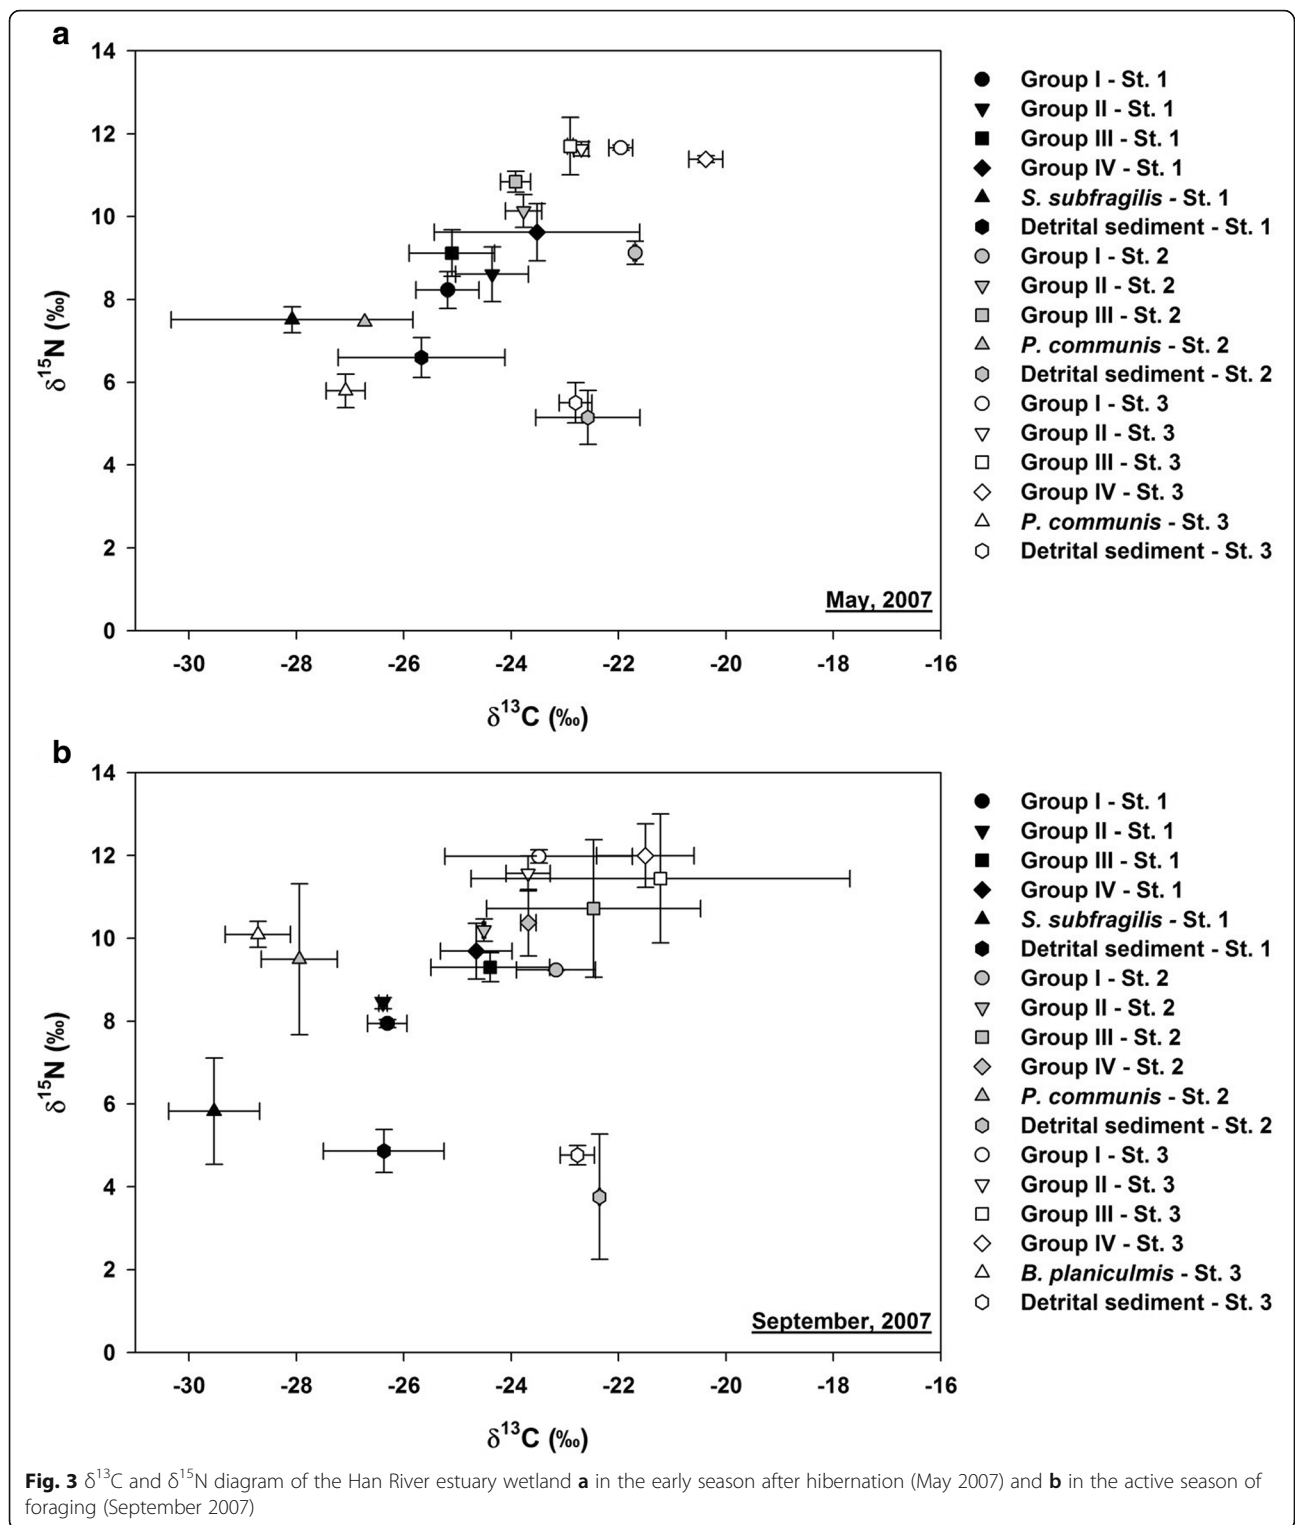 a
14
12
10
8
6
4
2
0
δ15N (‰)
-30 -28 -26 -24 -22 -20 -18 -16
δ13C (‰)
May, 2007
Group I - St. 1
Group II - St. 1
Group III - St. 1
Group IV - St. 1
S. subfragilis - St. 1
Detrital sediment - St. 1
Group I - St. 2
Group II - St. 2
Group III - St. 2
P. communis - St. 2
Detrital sediment - St. 2
Group I - St. 3
Group II - St. 3
Group III - St. 3
Group IV - St. 3
P. communis - St. 3
Detrital sediment - St. 3
b
14
12
10
8
6
4
2
0
δ15N (‰)
-30 -28 -26 -24 -22 -20 -18 -16
δ13C (‰)
September, 2007
Group I - St. 1
Group II - St. 1
Group III - St. 1
Group IV - St. 1
S. subfragilis - St. 1
Detrital sediment - St. 1
Group I - St. 2
Group II - St. 2
Group III - St. 2
Group IV - St. 2
P. communis - St. 2
Detrital sediment - St. 2
Group I - St. 3
Group II - St. 3
Group III - St. 3
Group IV - St. 3
B. planiculmis - St. 3
Detrital sediment - St. 3
Fig. 3 δ13C and δ15N diagram of the Han River estuary wetland a in the early season after hibernation (May 2007) and b in the active season of
foraging (September 2007)